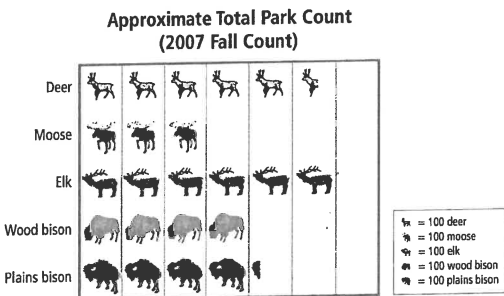 Approximate Total Park Count
(2007 Fall Count)
Deer
Moose
Elk
Wood bison
Plains bison
= 100 deer
= 100 moose
= 100 elk
= 100 wood bison
= 100 plains bison